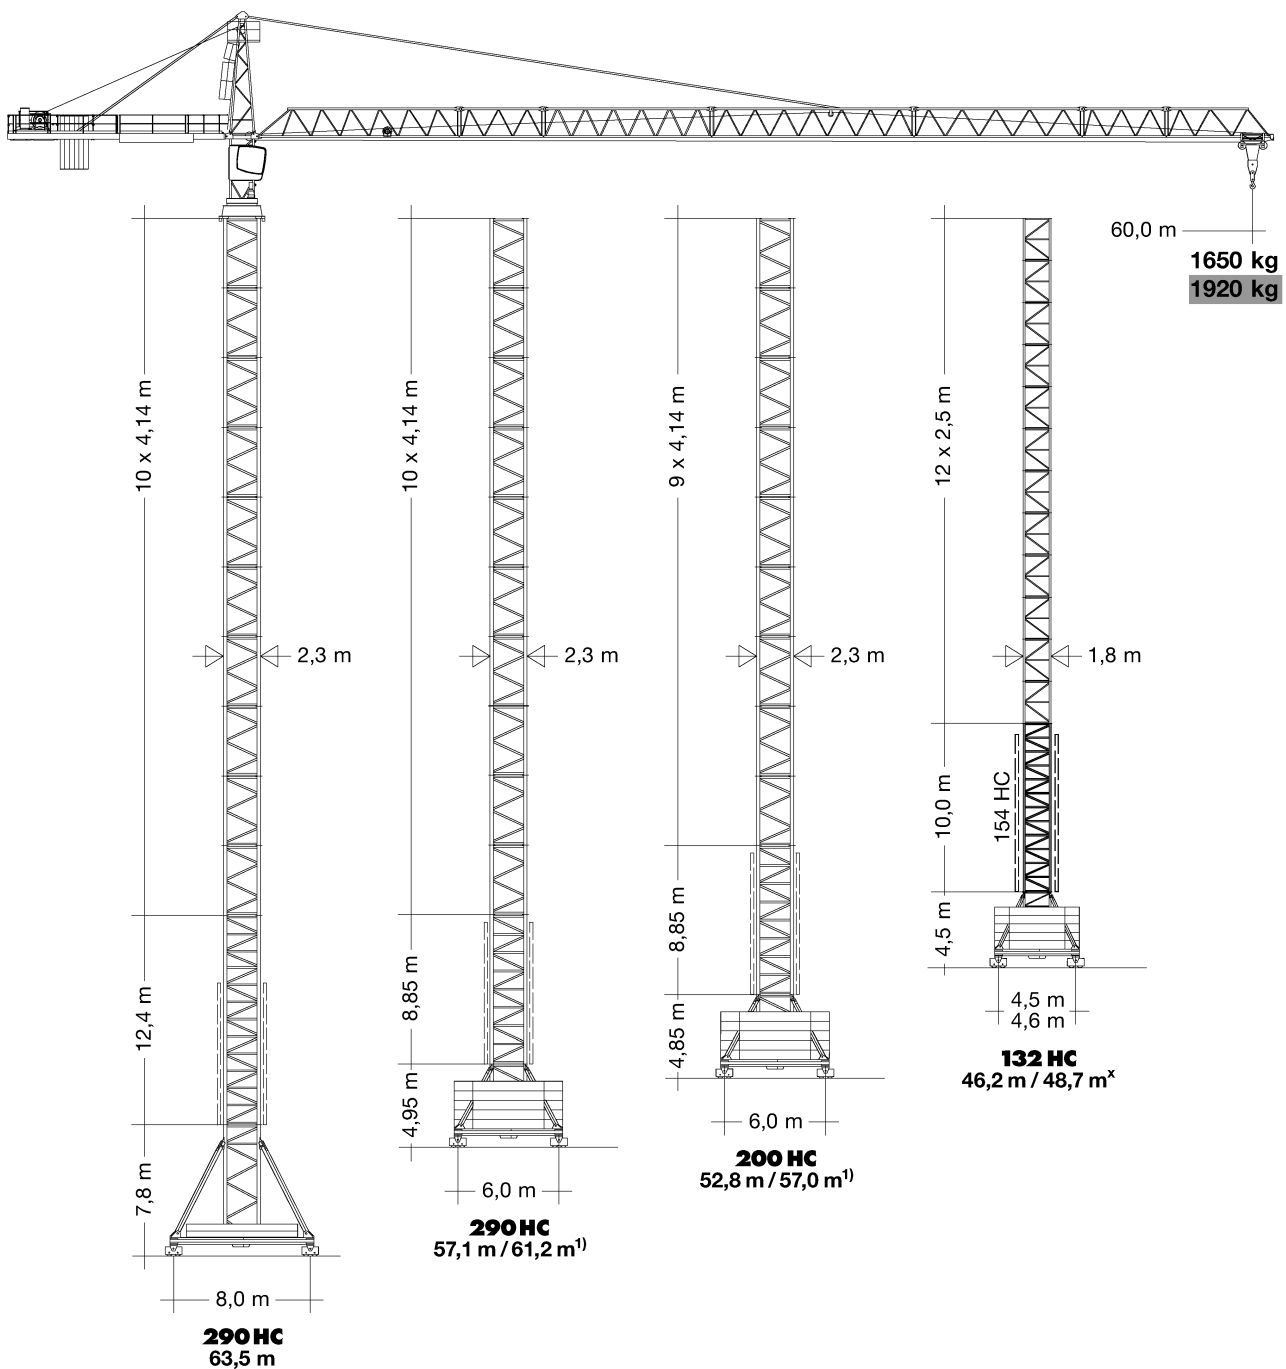 60,0 m
1650 kg
1920 kg
10 x 4,14 m
10 x 4,14 m
9 x 4,14 m
12 x 2,5 m
2,3 m
2,3 m
2,3 m
1,8 m
12,4 m
8,85 m
8,85 m
10,0 m
154 HC
7,8 m
4,95 m
4,85 m
4,5 m
4,5 m
4,6 m
132 HC
46,2 m / 48,7 mˣ
6,0 m
200 HC
52,8 m / 57,0 m¹⁾
6,0 m
290 HC
57,1 m / 61,2 m¹⁾
8,0 m
290 HC
63,5 m